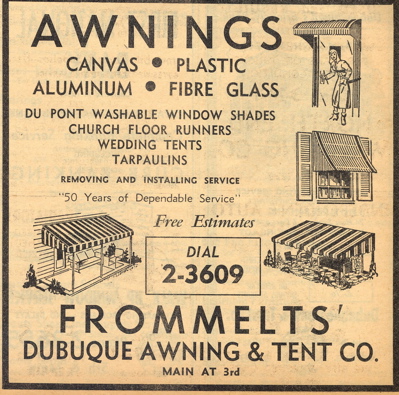 AWNINGS
CANVAS • PLASTIC
ALUMINUM • FIBRE GLASS
DU PONT WASHABLE WINDOW SHADES
CHURCH FLOOR RUNNERS
WEDDING TENTS
TARPAULINS
REMOVING AND INSTALLING SERVICE
"50 Years of Dependable Service"
Free Estimates
DIAL
2-3609
FROMMELTS'
DUBUQUE AWNING & TENT CO.
MAIN AT 3rd